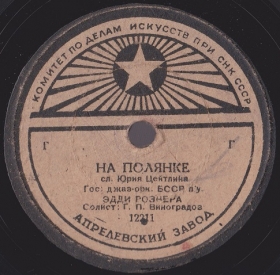 КОМИТЕТ ПО ДЕЛАМ ИСКУССТВ ПРИ СНК СССР
Г Г
НА ПОЛЯНКЕ
сл. Юрия Цейтлина
Гос. джаз-орк. БССР п/у.
ЭДДИ РОЗНЕРА
Солист: Г. П. Виноградов
12211
АПРЕЛЕВСКИЙ ЗАВОД